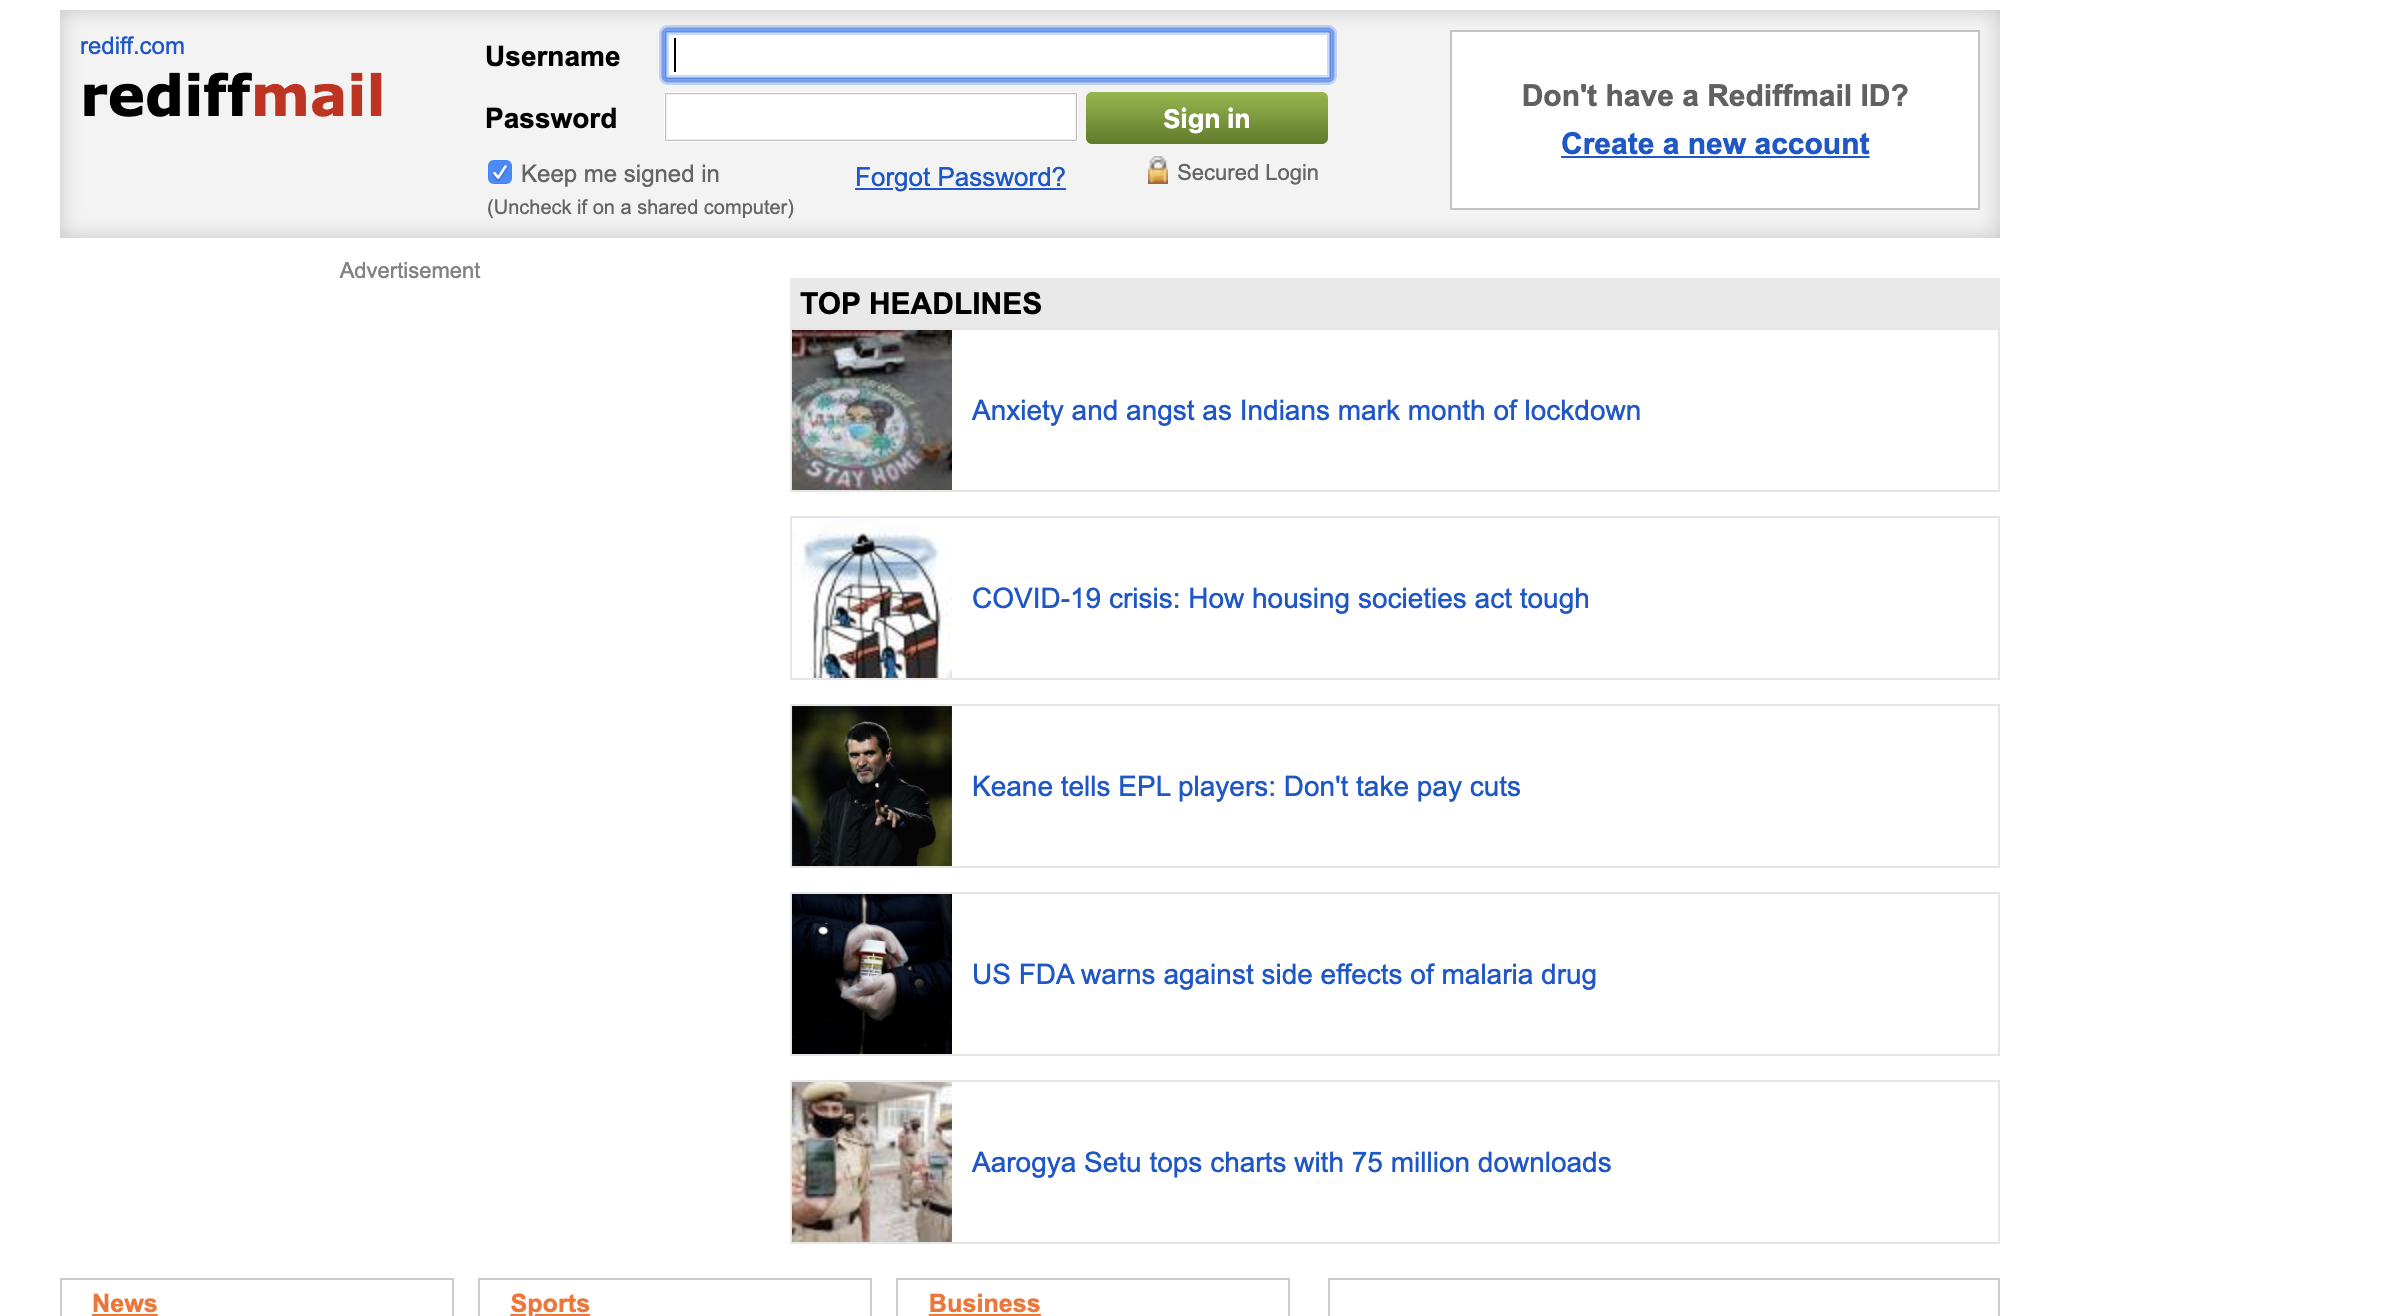 rediff.com
rediffmail
Username
Password
Sign in
Keep me signed in
(Uncheck if on a shared computer)
Forgot Password?
Secured Login
Don't have a Rediffmail ID?
Create a new account
Advertisement
TOP HEADLINES
STAY HOME
Anxiety and angst as Indians mark month of lockdown
COVID-19 crisis: How housing societies act tough
Keane tells EPL players: Don't take pay cuts
US FDA warns against side effects of malaria drug
Aarogya Setu tops charts with 75 million downloads
News
Sports
Business